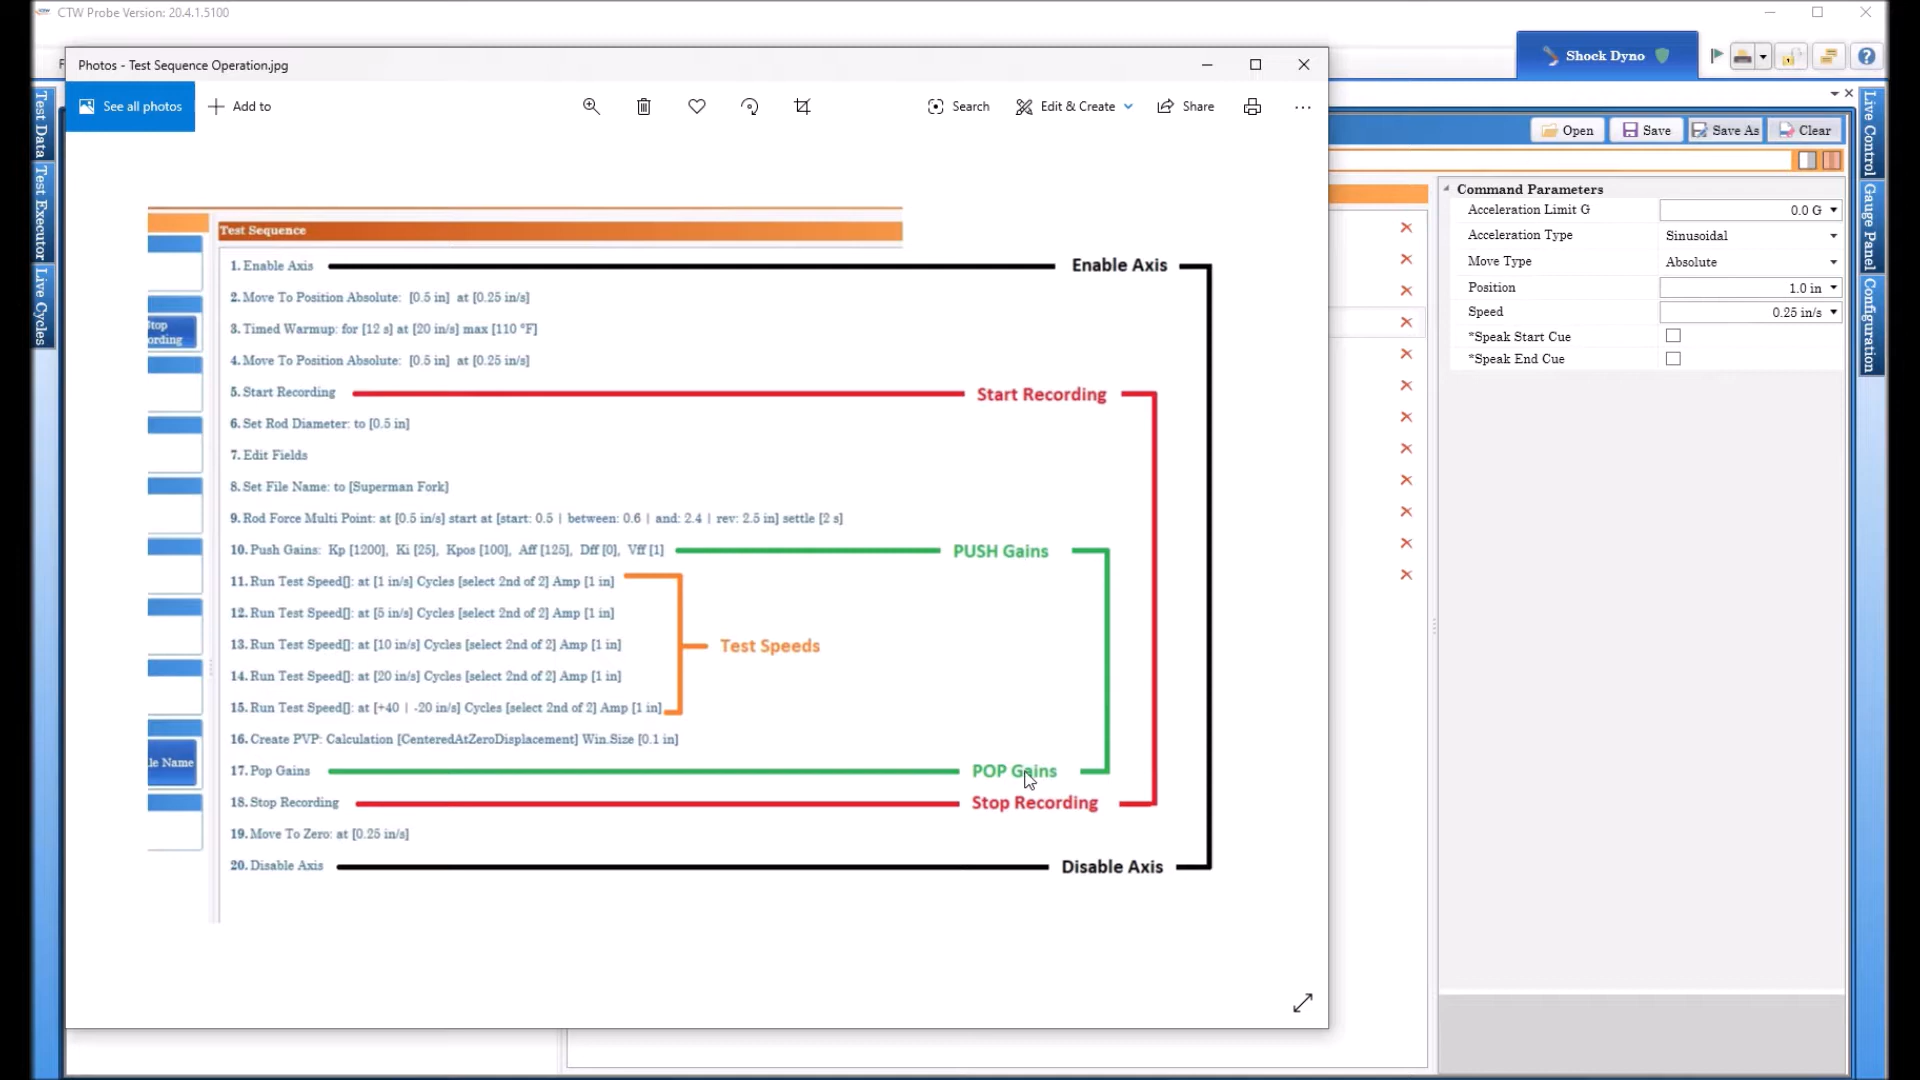 CTW Probe Version: 20.4.1.5100
Photos - Test Sequence Operation.jpg
Shock Dyno
See all photos
Add to
Search
Edit & Create
Share
Open
Save
Save As
Clear
Test Data
Test Executor
Live Cycles
Live Control
Gauge Panel
Configuration
Test Sequence
1. Enable Axis
Enable Axis
2. Move To Position Absolute: [0.5 in] at [0.25 in/s]
3. Timed Warmup: for [12 s] at [20 in/s] max [110 °F]
4. Move To Position Absolute: [0.5 in] at [0.25 in/s]
5. Start Recording
Start Recording
6. Set Rod Diameter: to [0.5 in]
7. Edit Fields
8. Set File Name: to [Superman Fork]
9. Rod Force Multi Point: at [0.5 in/s] start at [start: 0.5 | between: 0.6 | and: 2.4 | rev: 2.5 in] settle [2 s]
10. Push Gains: Kp [1200], Ki [25], Kpos [100], Aff [125], Dff [0], Vff [1]
PUSH Gains
11. Run Test Speed[]: at [1 in/s] Cycles [select 2nd of 2] Amp [1 in]
12. Run Test Speed[]: at [5 in/s] Cycles [select 2nd of 2] Amp [1 in]
13. Run Test Speed[]: at [10 in/s] Cycles [select 2nd of 2] Amp [1 in]
Test Speeds
14. Run Test Speed[]: at [20 in/s] Cycles [select 2nd of 2] Amp [1 in]
15. Run Test Speed[]: at [+40 | -20 in/s] Cycles [select 2nd of 2] Amp [1 in]
16. Create PVP: Calculation [CenteredAtZeroDisplacement] Win.Size [0.1 in]
17. Pop Gains
POP Gains
18. Stop Recording
Stop Recording
19. Move To Zero: at [0.25 in/s]
20. Disable Axis
Disable Axis
top
ording
le Name
Command Parameters
Acceleration Limit G 0.0 G
Acceleration Type Sinusoidal
Move Type Absolute
Position 1.0 in
Speed 0.25 in/s
*Speak Start Cue
*Speak End Cue